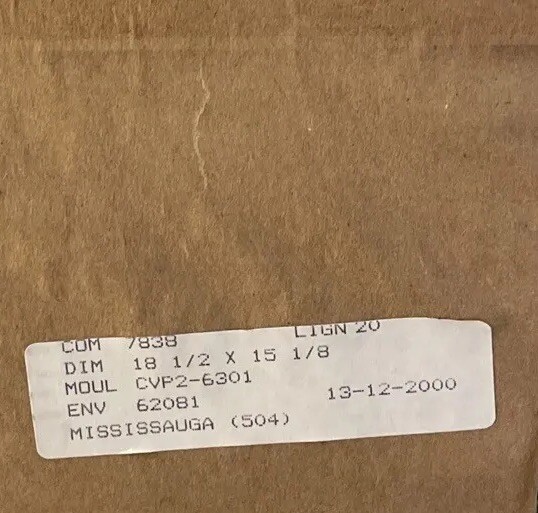 COM 7838 LIGN 20
DIM 18 1/2 X 15 1/8
MOUL CVP2-6301
ENV 62081 13-12-2000
MISSISSAUGA (504)